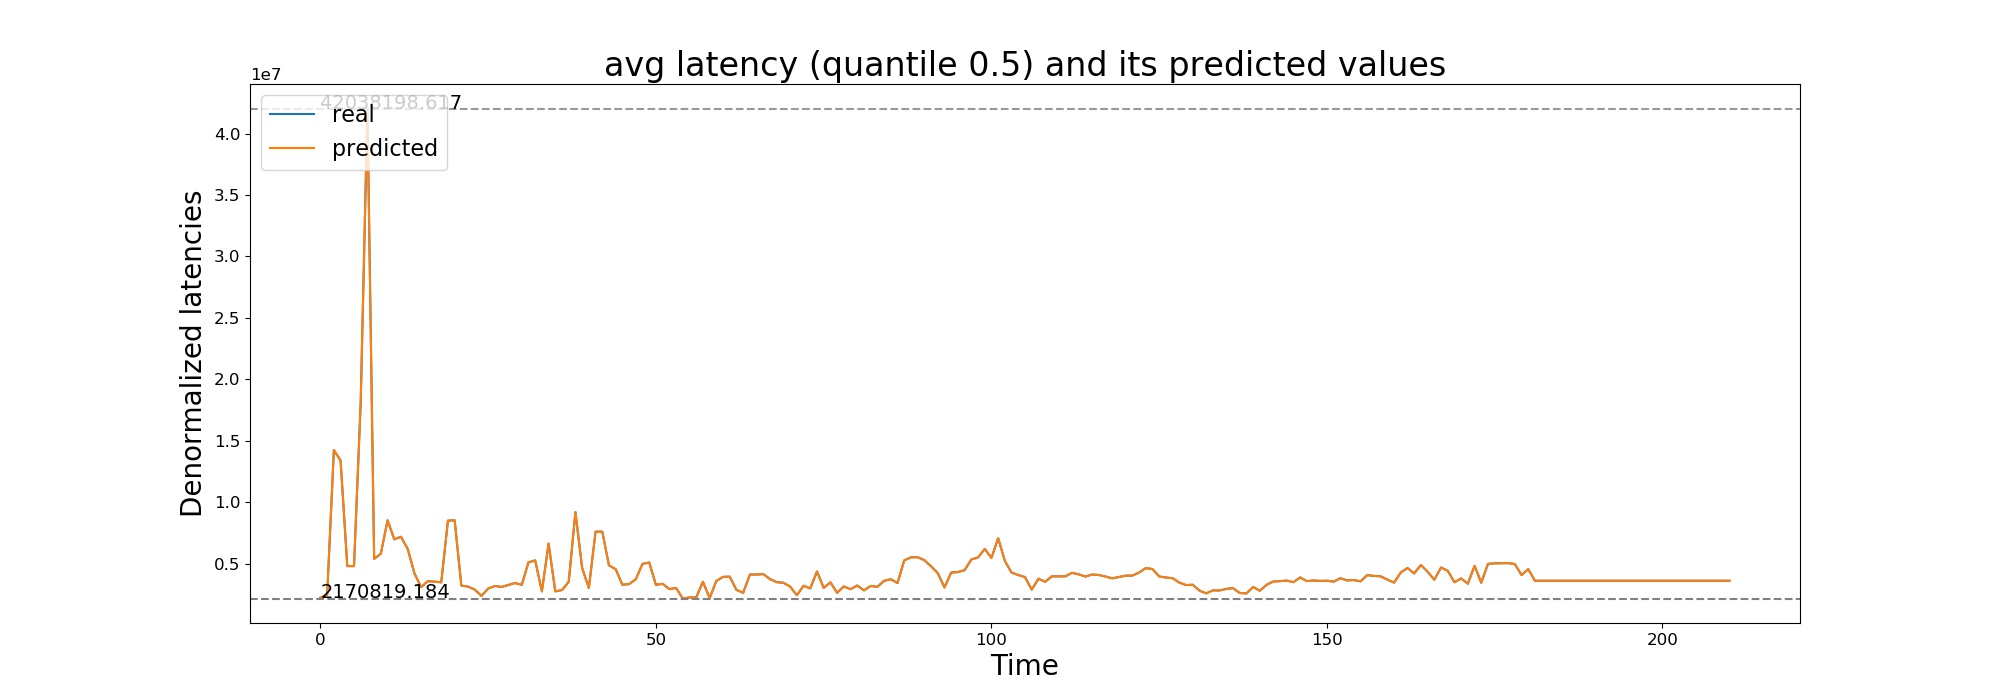 avg latency (quantile 0.5) and its predicted values
1e7
42038198.617
real
predicted
4.0
3.5
3.0
2.5
2.0
1.5
1.0
0.5
Denormalized latencies
2170819.184
0 50 100 150 200
Time